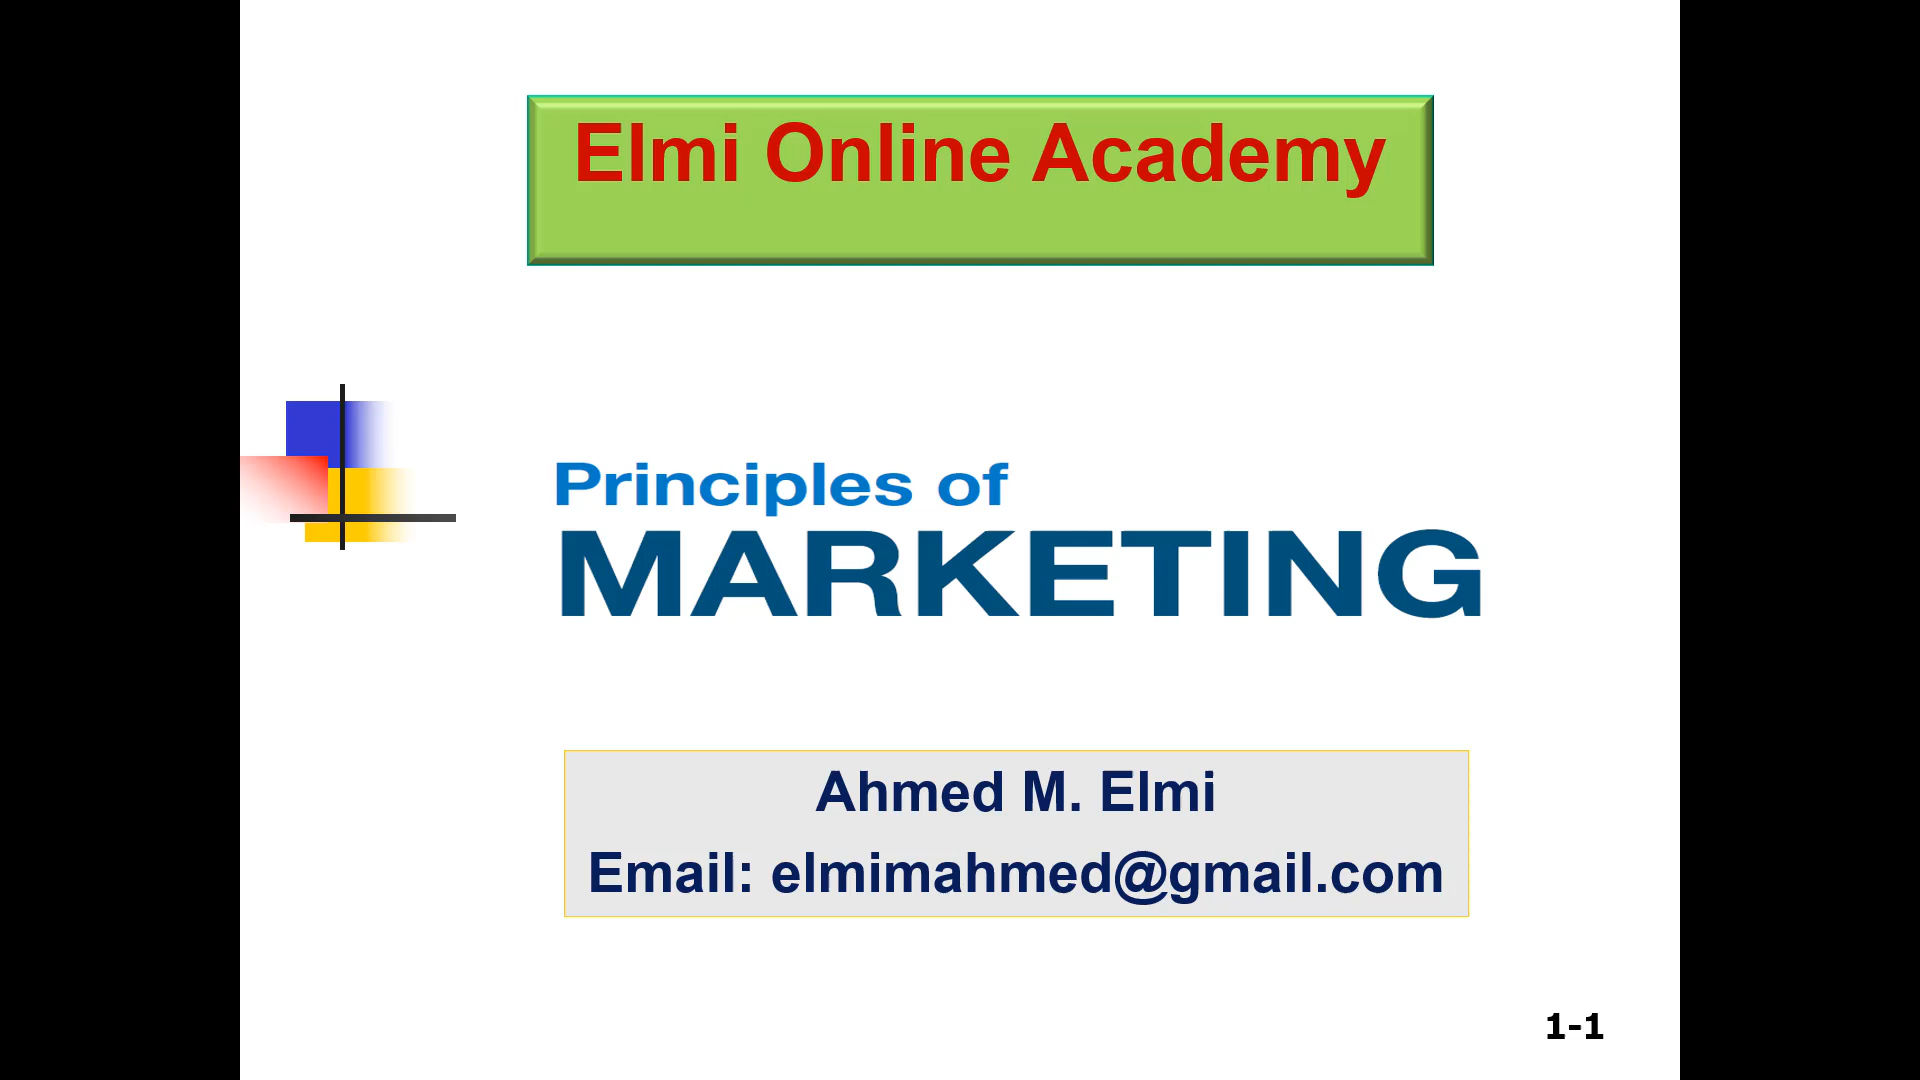 Elmi Online Academy
Principles of
MARKETING
Ahmed M. Elmi
Email: elmimahmed@gmail.com
1-1